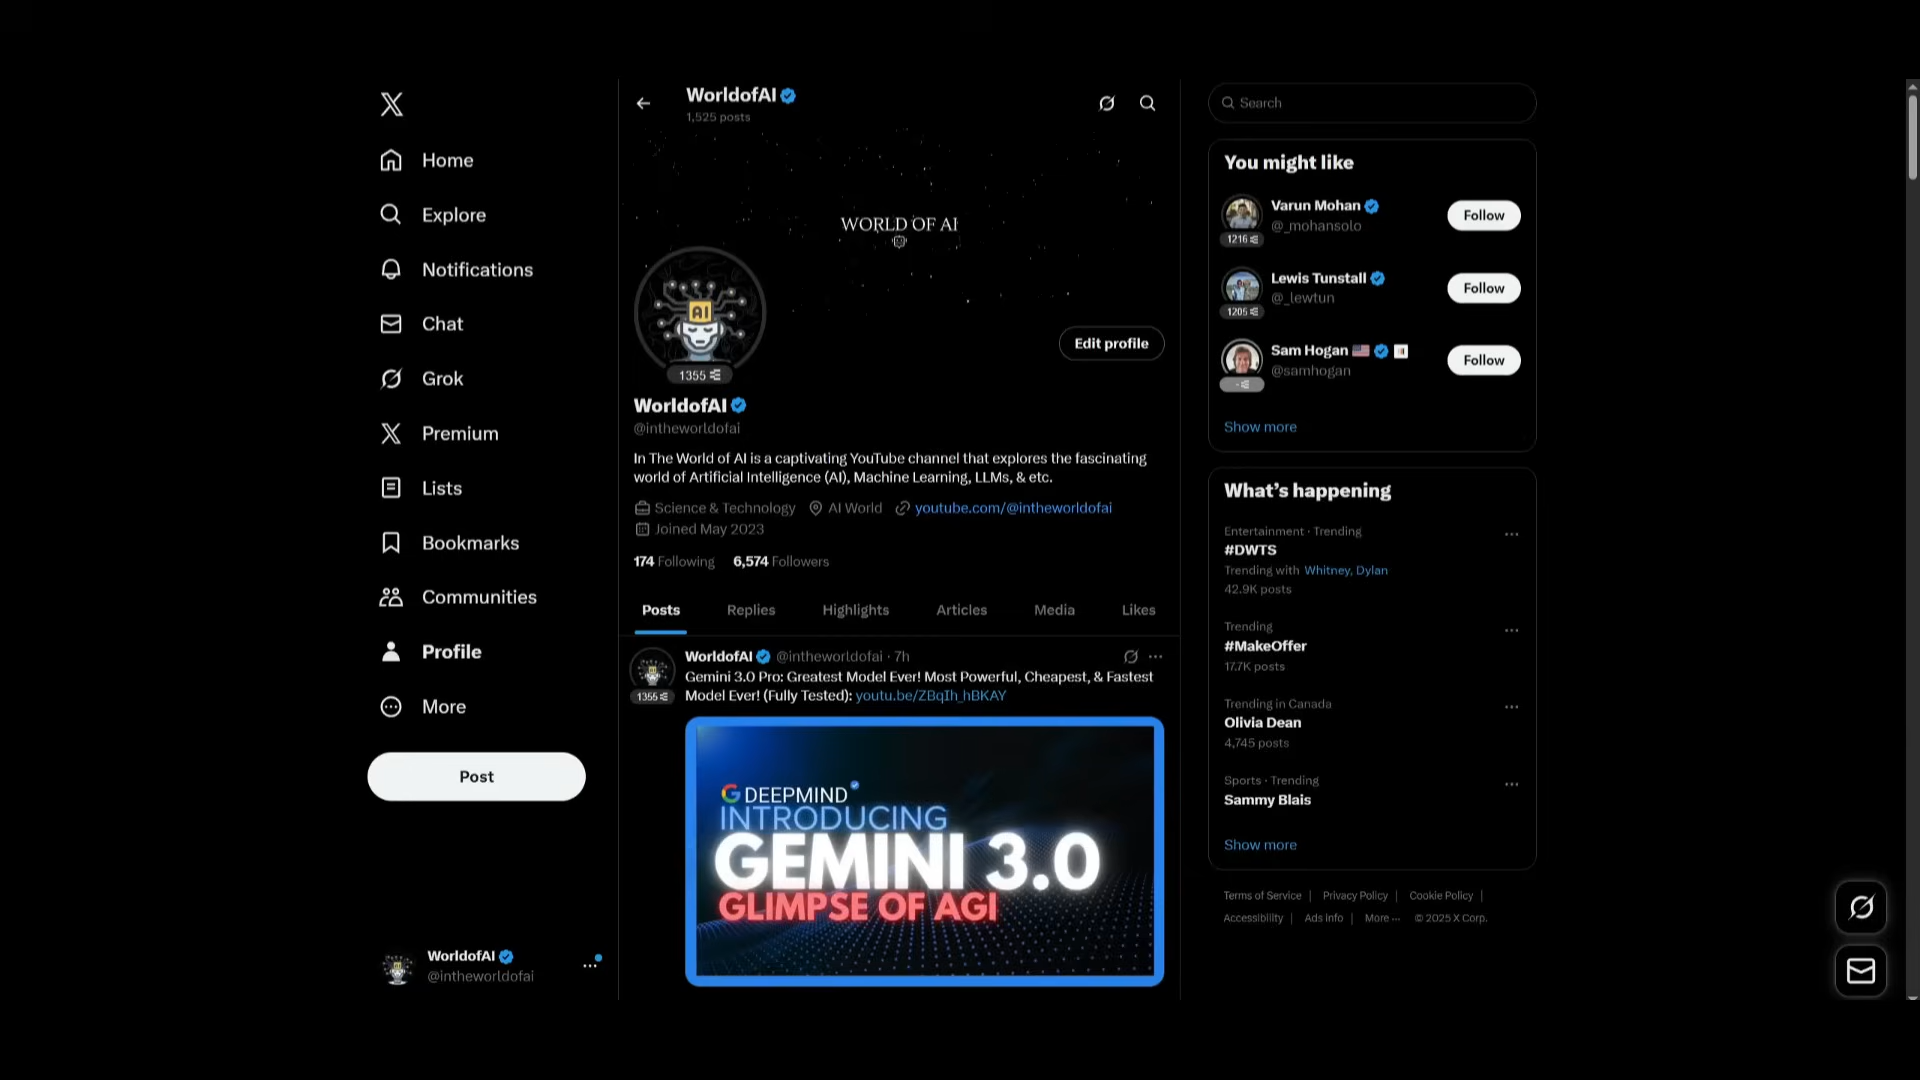 Home
Explore
Notifications
Chat
Grok
Premium
Lists
Bookmarks
Communities
Profile
More
Post
WorldofAI
@intheworldofai
WorldofAI
1,525 posts
WORLD OF AI
AI
1355
Edit profile
WorldofAI
@intheworldofai
In The World of AI is a captivating YouTube channel that explores the fascinating
world of Artificial Intelligence (AI), Machine Learning, LLMs, & etc.
Science & Technology AI World youtube.com/@intheworldofai
Joined May 2023
174 Following 6,574 Followers
Posts Replies Highlights Articles Media Likes
WorldofAI @intheworldofai · 7h
1355
Gemini 3.0 Pro: Greatest Model Ever! Most Powerful, Cheapest, & Fastest
Model Ever! (Fully Tested): youtu.be/ZBqIh_hBKAY
G DEEPMIND
INTRODUCING
GEMINI 3.0
GLIMPSE OF AGI
Search
You might like
Varun Mohan
@_mohansolo
1216
Follow
Lewis Tunstall
@_lewtun
1205
Follow
Sam Hogan
@samhogan
Follow
Show more
What's happening
Entertainment · Trending
#DWTS
Trending with Whitney, Dylan
42.9K posts
Trending
#MakeOffer
17.7K posts
Trending in Canada
Olivia Dean
4,745 posts
Sports · Trending
Sammy Blais
Show more
Terms of Service | Privacy Policy | Cookie Policy |
Accessibility | Ads info | More ··· © 2025 X Corp.